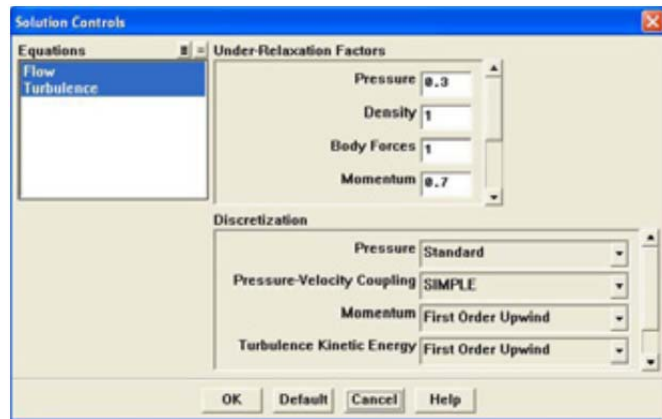 Solution Controls
Equations
Flow
Turbulence
Under-Relaxation Factors
Pressure 0.3
Density 1
Body Forces 1
Momentum 0.7
Discretization
Pressure Standard
Pressure-Velocity Coupling SIMPLE
Momentum First Order Upwind
Turbulence Kinetic Energy First Order Upwind
OK Default Cancel Help